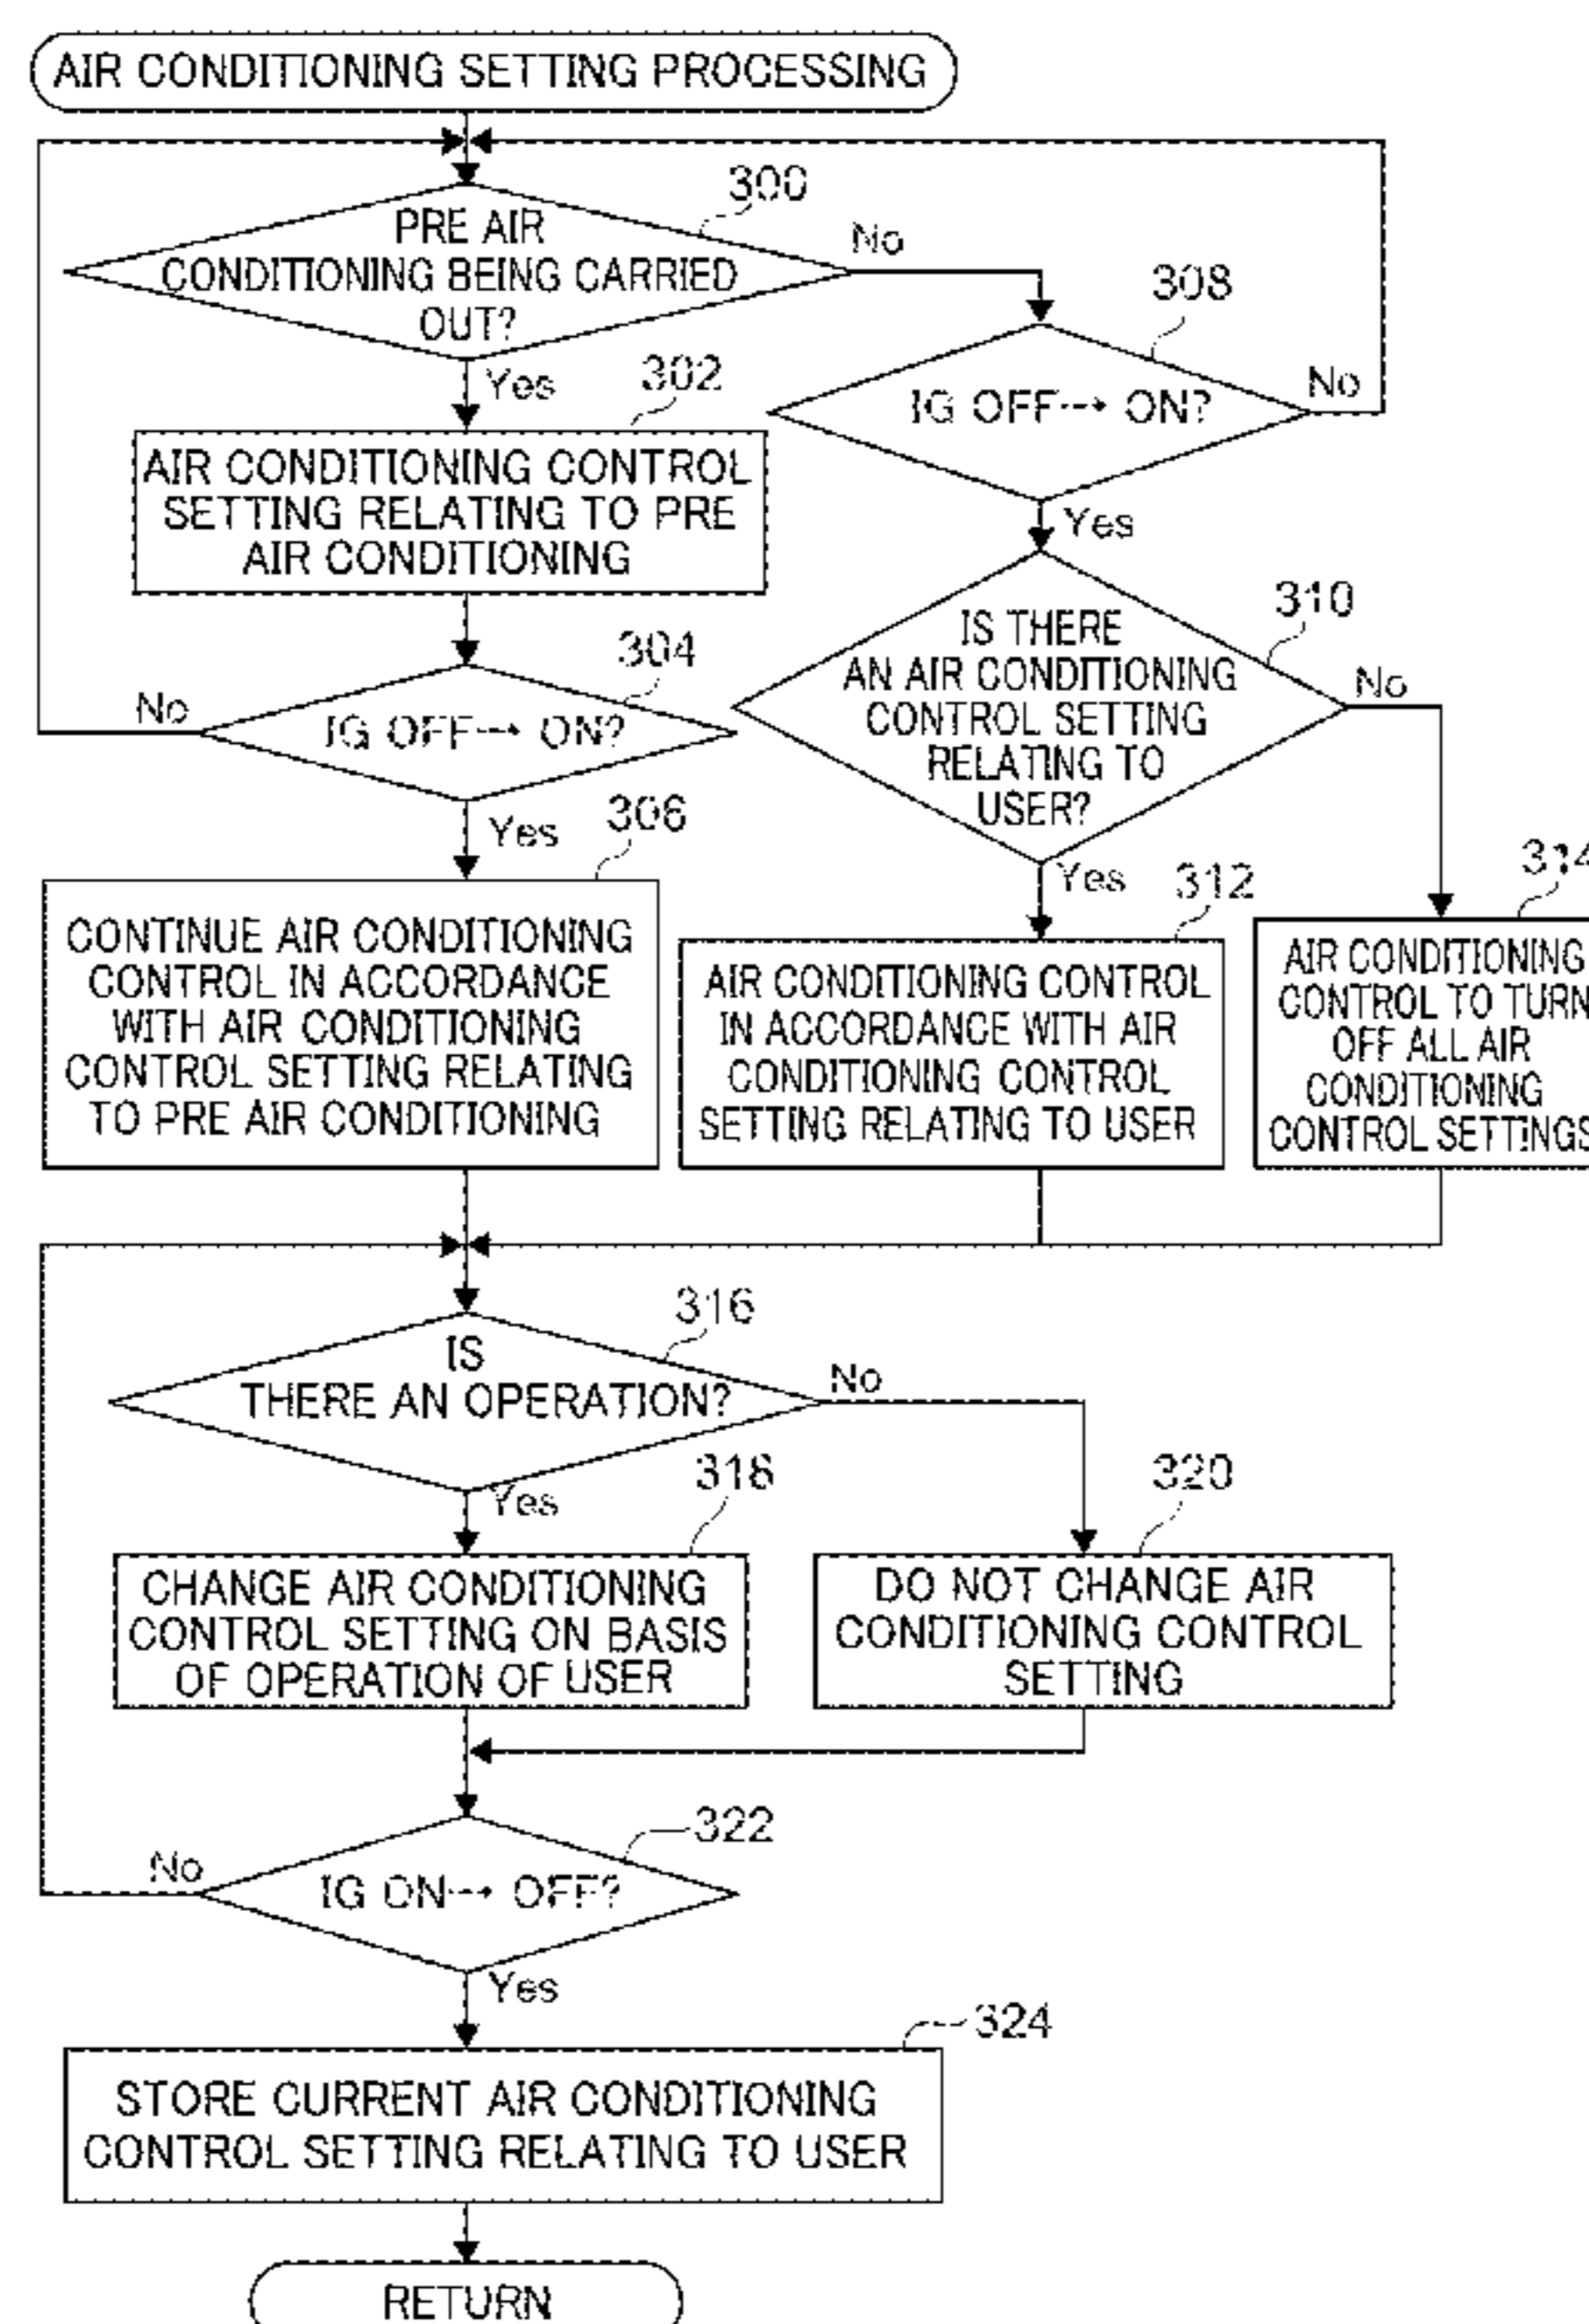 AIR CONDITIONING SETTING PROCESSING
300
PRE AIR
CONDITIONING BEING CARRIED
OUT?
No
Yes
308
IG OFF→ ON?
No
Yes
302
AIR CONDITIONING CONTROL
SETTING RELATING TO PRE
AIR CONDITIONING
304
IG OFF→ ON?
No
Yes
310
IS THERE
AN AIR CONDITIONING
CONTROL SETTING
RELATING TO
USER?
No
Yes
306
CONTINUE AIR CONDITIONING
CONTROL IN ACCORDANCE
WITH AIR CONDITIONING
CONTROL SETTING RELATING
TO PRE AIR CONDITIONING
312
AIR CONDITIONING CONTROL
IN ACCORDANCE WITH AIR
CONDITIONING CONTROL
SETTING RELATING TO USER
314
AIR CONDITIONING
CONTROL TO TURN
OFF ALL AIR
CONDITIONING
CONTROL SETTINGS
316
IS
THERE AN OPERATION?
No
Yes
318
CHANGE AIR CONDITIONING
CONTROL SETTING ON BASIS
OF OPERATION OF USER
320
DO NOT CHANGE AIR
CONDITIONING CONTROL
SETTING
322
IG ON→ OFF?
No
Yes
324
STORE CURRENT AIR CONDITIONING
CONTROL SETTING RELATING TO USER
RETURN